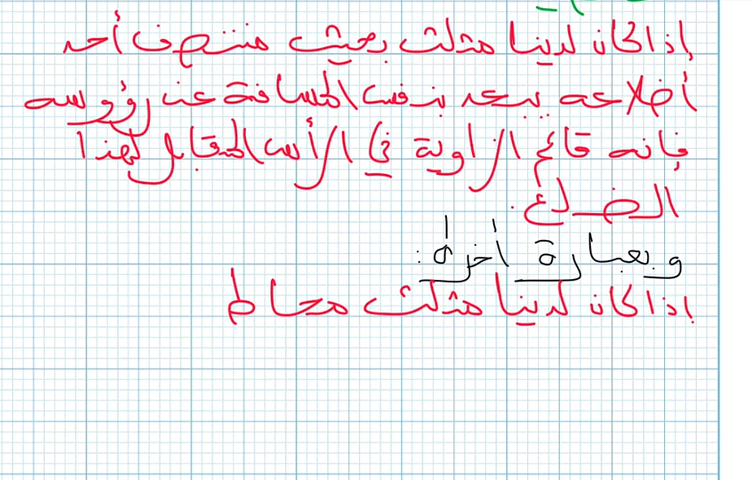 إذا كان لدينا مثلث بحيث منتصف أحد
أضلاعه يبعد بنفس المسافة عن رؤوسه
فإنه قائم الزاوية في الرأس المقابل لهذا
الضلع.
وبعبارة أخرى:
إذا كان لدينا مثلث محاط